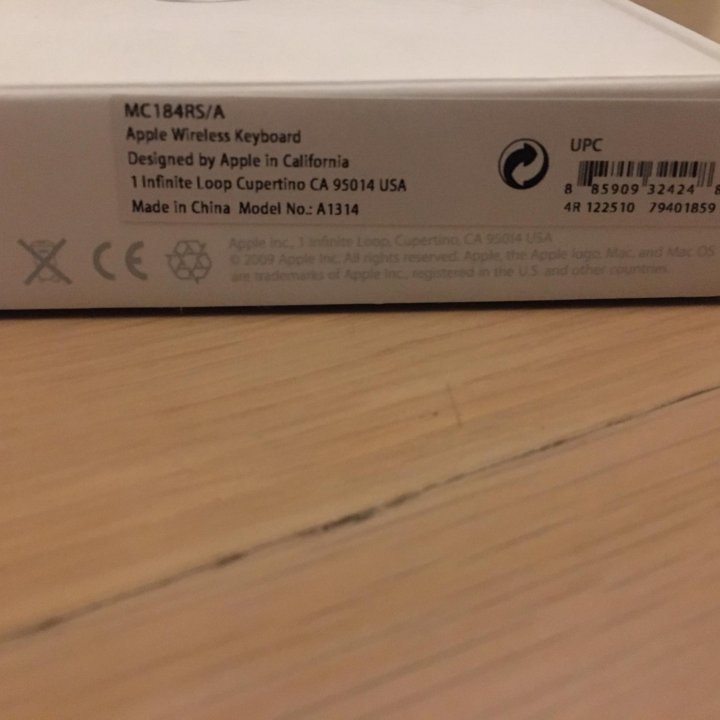 MC184RS/A
Apple Wireless Keyboard
Designed by Apple in California
1 Infinite Loop Cupertino CA 95014 USA
Made in China Model No.: A1314
UPC
8 85909 32424 8
4R 122510 79401859
CE
Apple Inc., 1 Infinite Loop, Cupertino, CA 95014 USA
© 2009 Apple Inc. All rights reserved. Apple, the Apple logo, Mac, and Mac OS
are trademarks of Apple Inc., registered in the U.S. and other countries.